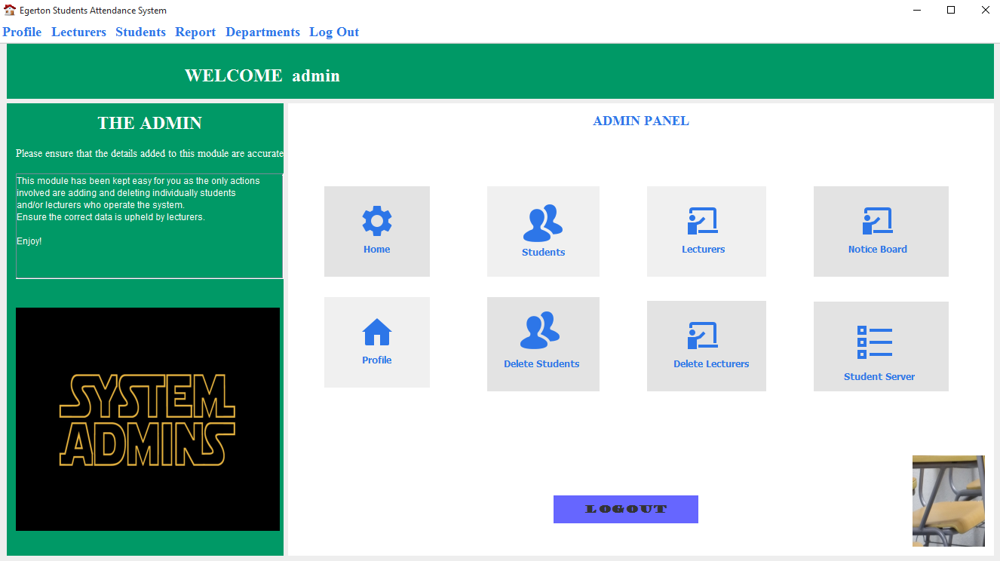 Egerton Students Attendance System
Profile Lecturers Students Report Departments Log Out
WELCOME admin
THE ADMIN
Please ensure that the details added to this module are accurate
This module has been kept easy for you as the only actions
involved are adding and deleting individually students
and/or lecturers who operate the system.
Ensure the correct data is upheld by lecturers.
Enjoy!
SYSTEM
ADMINS
ADMIN PANEL
Home
Students
Lecturers
Notice Board
Profile
Delete Students
Delete Lecturers
Student Server
LOGOUT